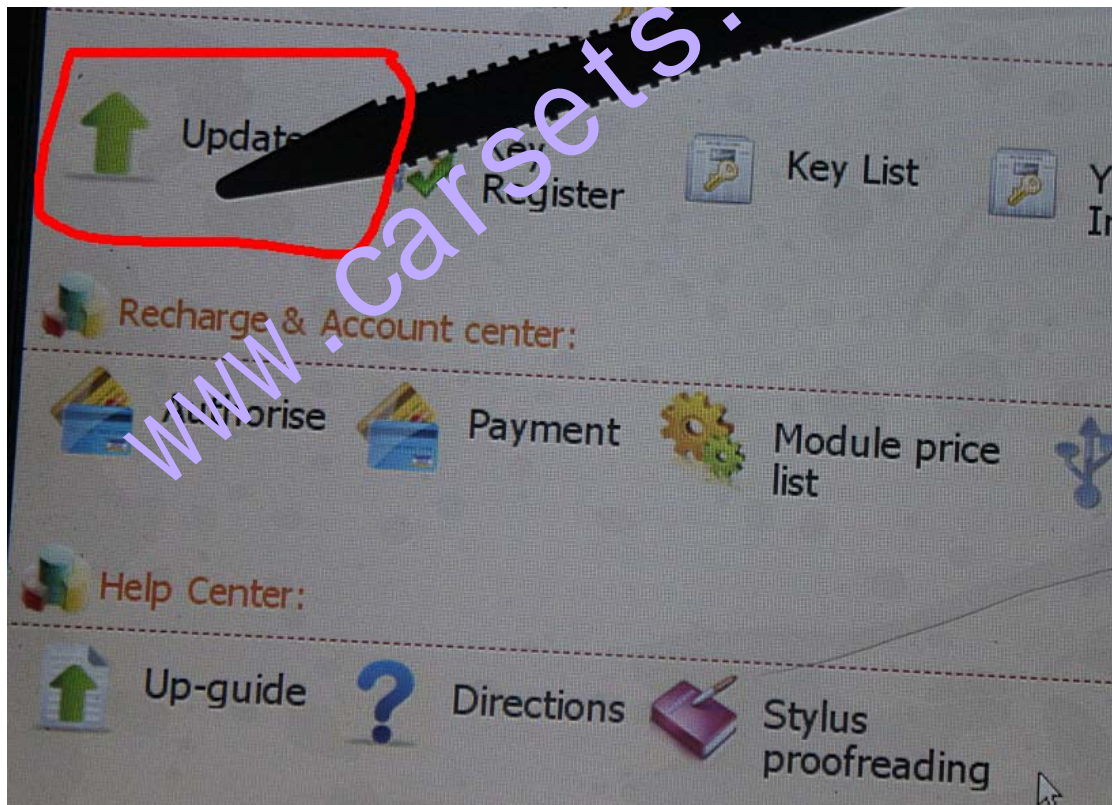 Update
Key
Register
Key List
Recharge & Account center:
Authorise
Payment
Module price
list
Help Center:
Up-guide
Directions
Stylus
proofreading
www.carsets.